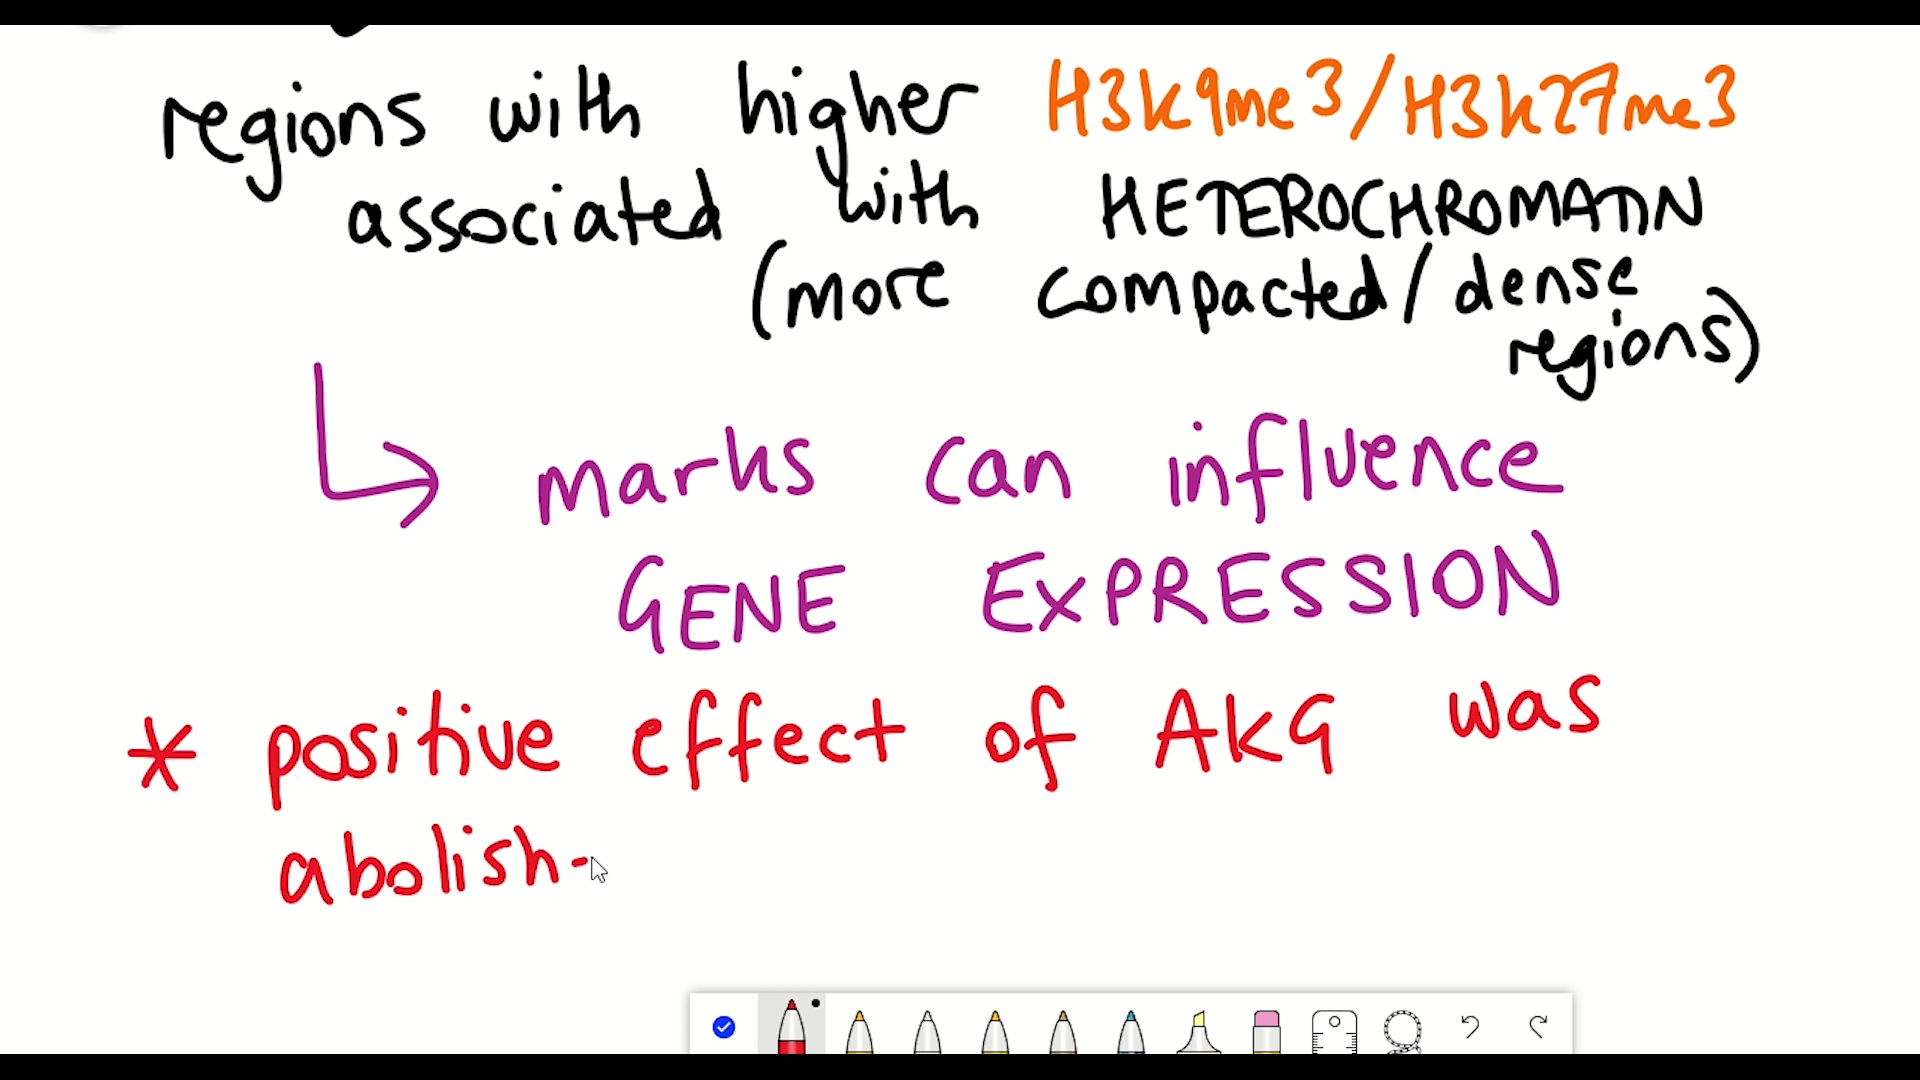 regions with higher H3K9me3/H3K27me3
associated with HETEROCHROMATIN
(more compacted/dense
regions)
marks can influence
GENE EXPRESSION
* positive effect of AKG was
abolish-